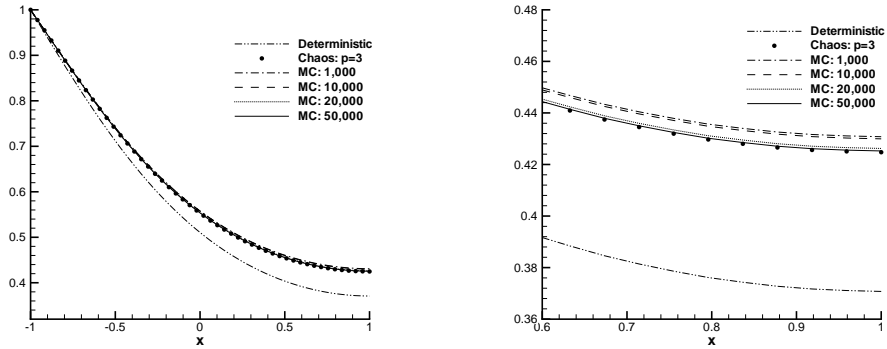 1
0.9
0.8
0.7
0.6
0.5
0.4
-1
-0.5
0
0.5
1
x
Deterministic
Chaos: p=3
MC: 1,000
MC: 10,000
MC: 20,000
MC: 50,000
0.48
0.46
0.44
0.42
0.4
0.38
0.36
0.6
0.7
0.8
0.9
1
x
Deterministic
Chaos: p=3
MC: 1,000
MC: 10,000
MC: 20,000
MC: 50,000